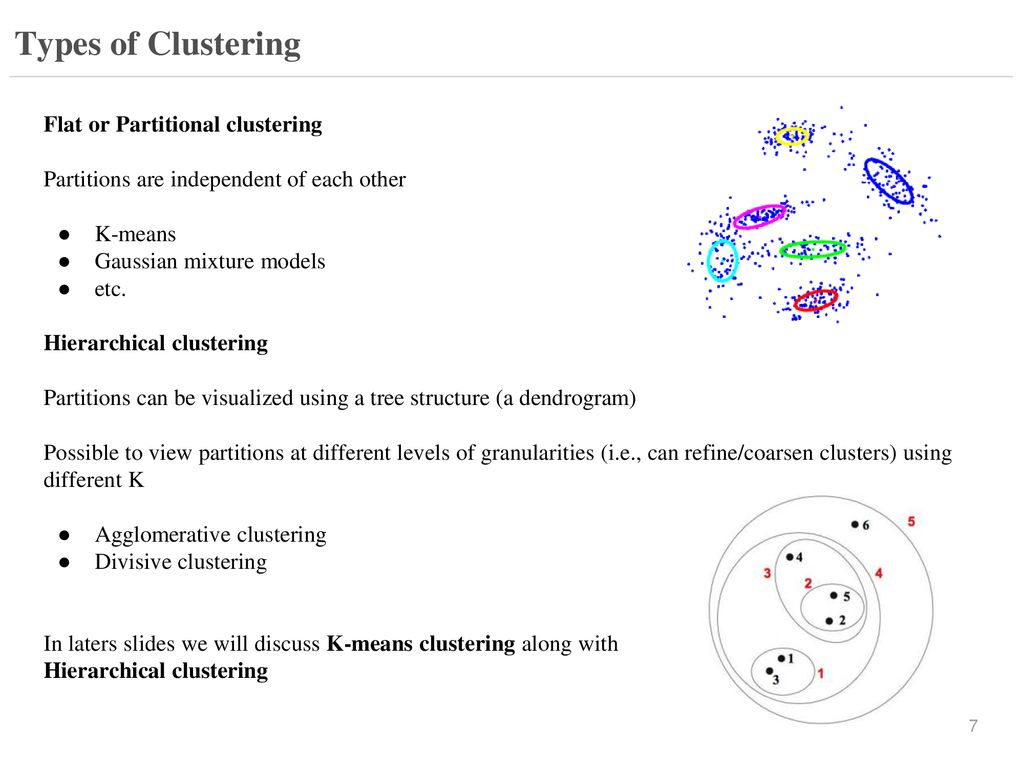 Types of Clustering
Flat or Partitional clustering
Partitions are independent of each other
● K-means
● Gaussian mixture models
● etc.
Hierarchical clustering
Partitions can be visualized using a tree structure (a dendrogram)
Possible to view partitions at different levels of granularities (i.e., can refine/coarsen clusters) using
different K
● Agglomerative clustering
● Divisive clustering
In laters slides we will discuss K-means clustering along with
Hierarchical clustering
6
5
4
3
4
2
5
2
1
1
3
7